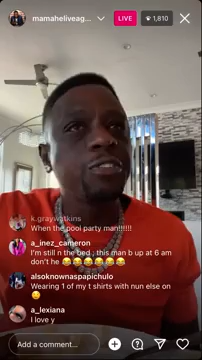 mamaheliveag...
LIVE
1,810
k.graywatkins
When the pool party man!!!!!!
a_inez_cameron
I'm still n the bed , this man b up at 6 am
don't he 😂😂😂😂😂😂
alsoknownaspapichulo
Wearing 1 of my t shirts with nun else on
😉
a_lexiana
I love y
Add a comment...